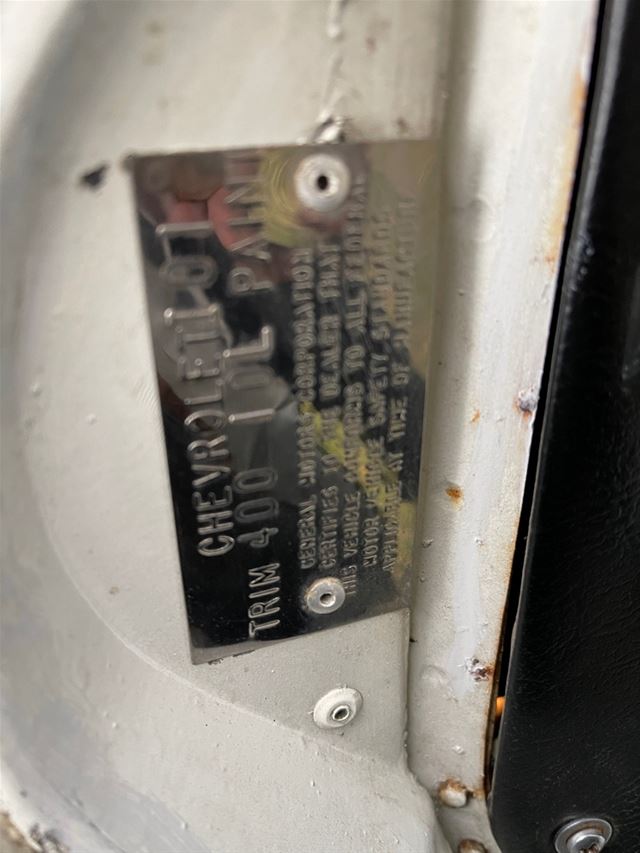 CHEVROLET
TRIM 400 10E PAINT
GENERAL MOTORS CORPORATION
CERTIFIES TO THE DEALER THAT
THIS VEHICLE CONFORMS TO ALL FEDERAL
MOTOR VEHICLE SAFETY STANDARDS
APPLICABLE AT TIME OF MANUFACTURE